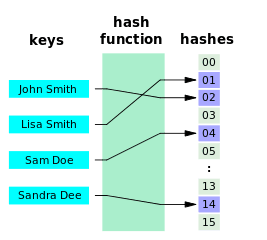 keys
hash
function
hashes
John Smith
Lisa Smith
Sam Doe
Sandra Dee
00
01
02
03
04
05
:
13
14
15